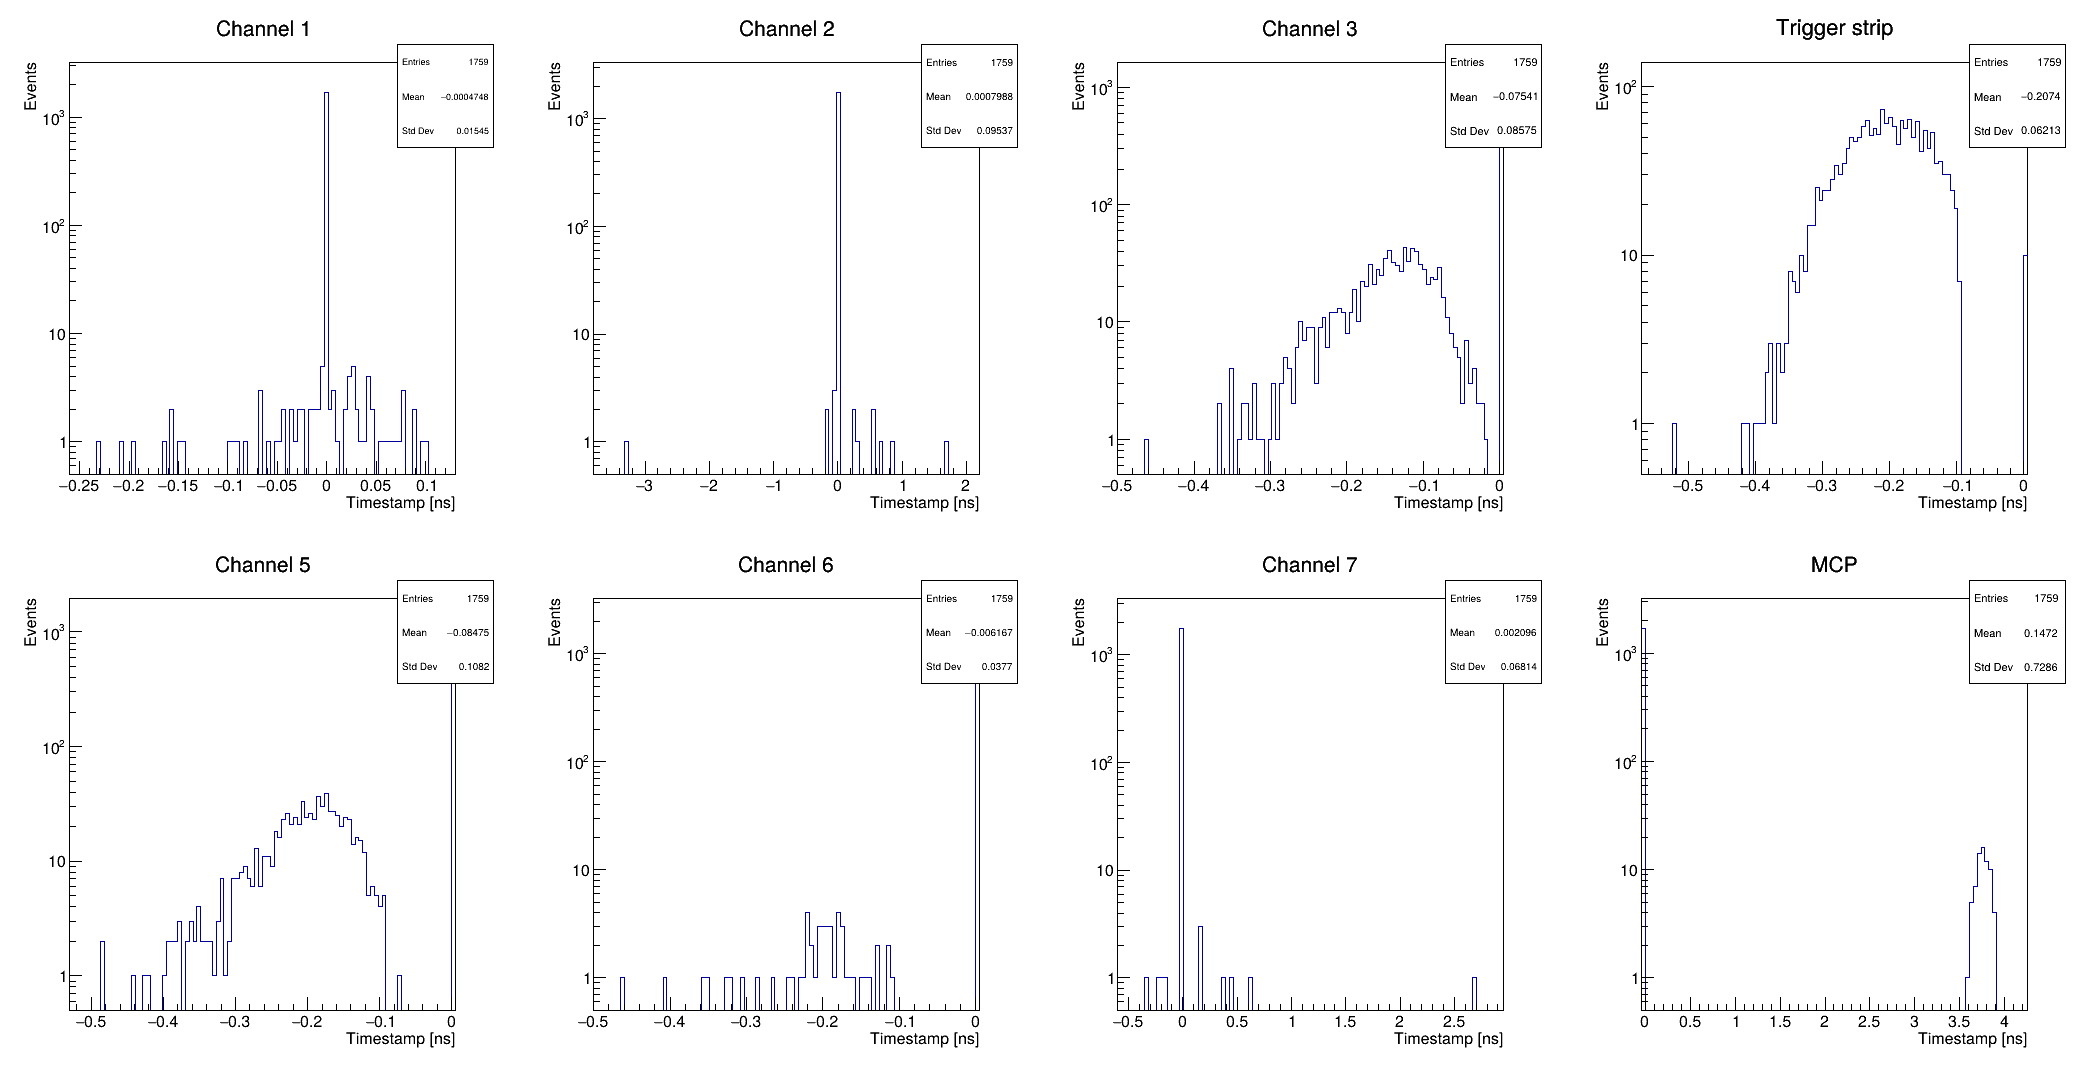 Channel 1
Events
Entries 1759
Mean −0.0004748
Std Dev 0.01545
10³
10²
10
1
−0.25 −0.2 −0.15 −0.1 −0.05 0 0.05 0.1
Timestamp [ns]
Channel 2
Events
Entries 1759
Mean 0.0007988
Std Dev 0.09537
10³
10²
10
1
−3 −2 −1 0 1 2
Timestamp [ns]
Channel 3
Events
Entries 1759
Mean −0.07541
Std Dev 0.08575
10³
10²
10
1
−0.5 −0.4 −0.3 −0.2 −0.1 0
Timestamp [ns]
Trigger strip
Events
Entries 1759
Mean −0.2074
Std Dev 0.06213
10²
10
1
−0.5 −0.4 −0.3 −0.2 −0.1 0
Timestamp [ns]
Channel 5
Events
Entries 1759
Mean −0.08475
Std Dev 0.1082
10³
10²
10
1
−0.5 −0.4 −0.3 −0.2 −0.1 0
Timestamp [ns]
Channel 6
Events
Entries 1759
Mean −0.006167
Std Dev 0.0377
10³
10²
10
1
−0.5 −0.4 −0.3 −0.2 −0.1 0
Timestamp [ns]
Channel 7
Events
Entries 1759
Mean 0.002096
Std Dev 0.06814
10³
10²
10
1
−0.5 0 0.5 1 1.5 2 2.5
Timestamp [ns]
MCP
Events
Entries 1759
Mean 0.1472
Std Dev 0.7286
10³
10²
10
1
0 0.5 1 1.5 2 2.5 3 3.5 4
Timestamp [ns]